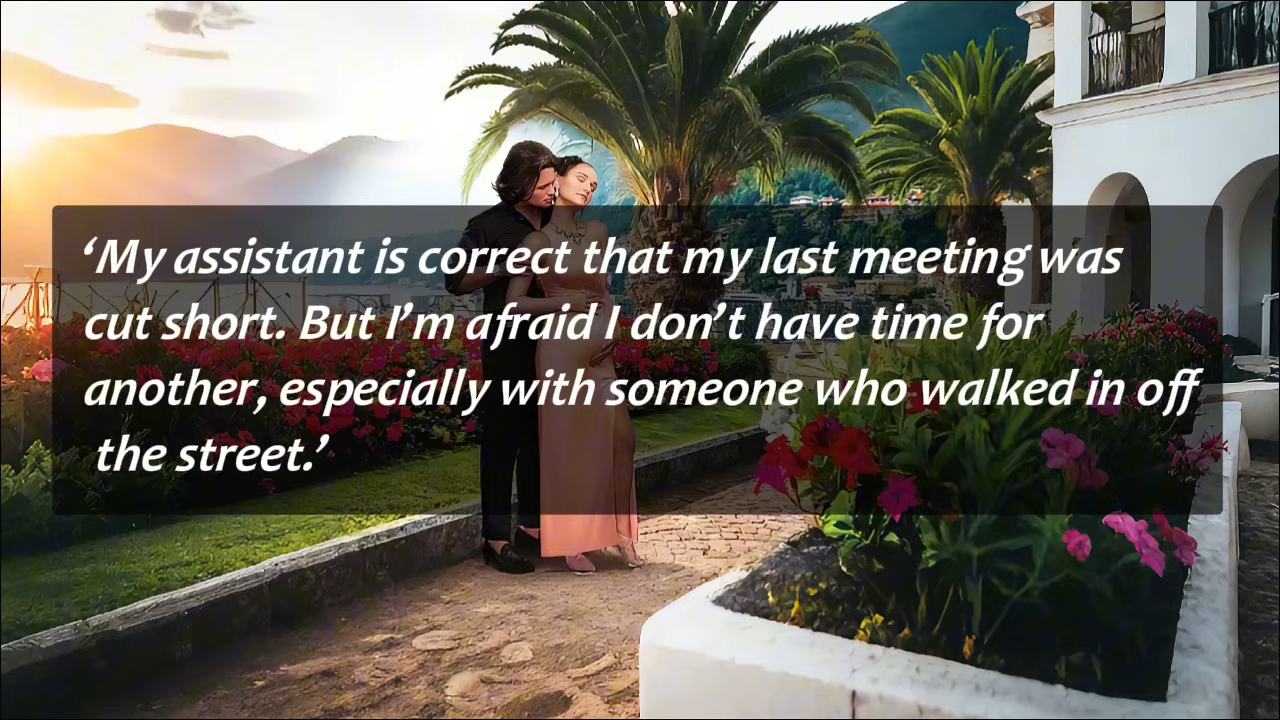 ‘My assistant is correct that my last meeting was
cut short. But I’m afraid I don’t have time for
another, especially with someone who walked in off
the street.’